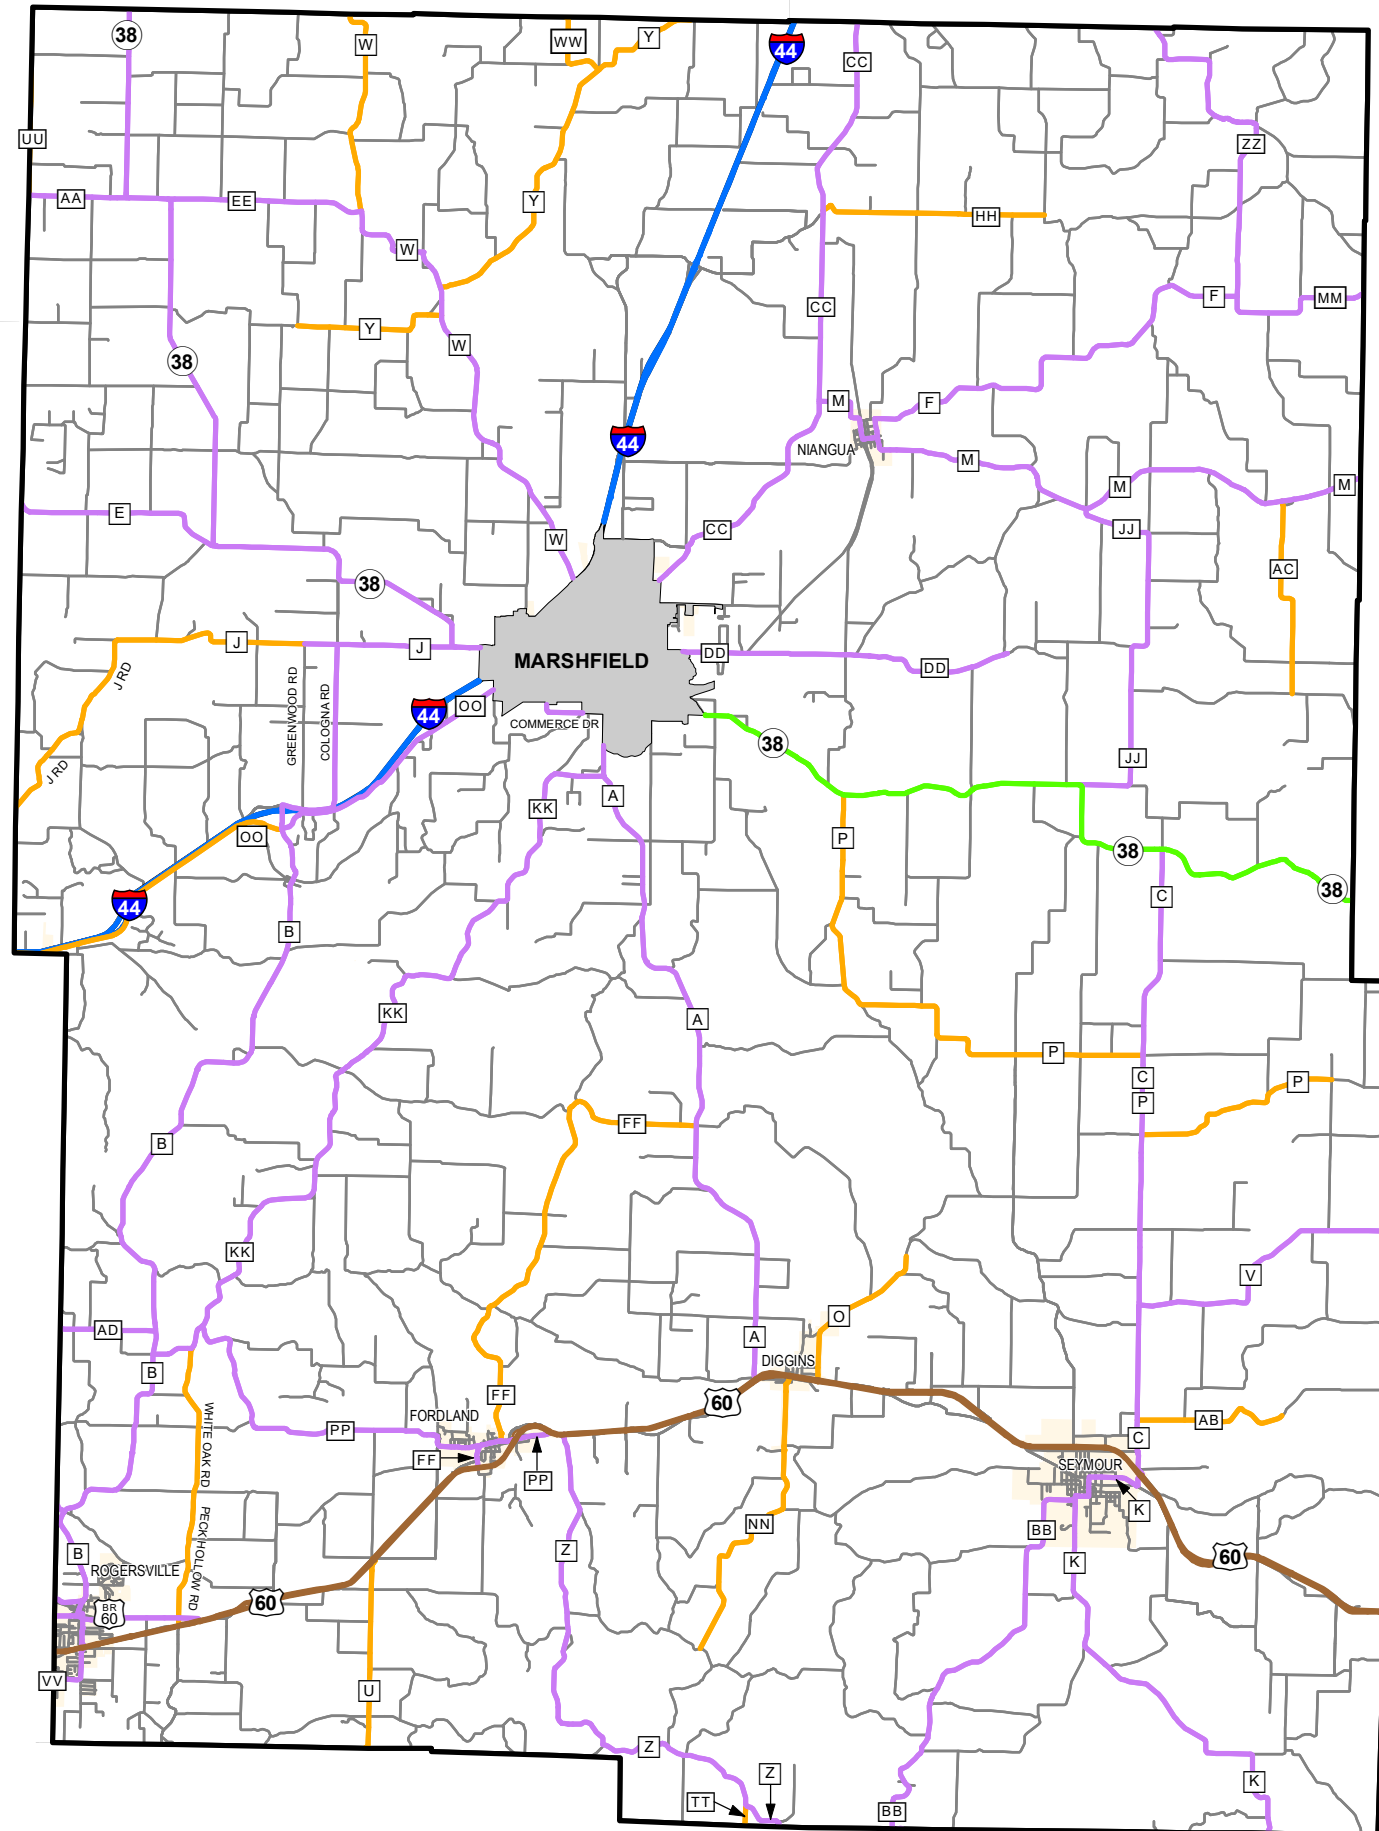 38
W
WW
Y
44
CC
UU
ZZ
AA
EE
Y
HH
W
F
MM
CC
Y
W
38
M
F
44
NIANGUA
M
M
M
E
CC
JJ
W
AC
38
J
J
MARSHFIELD
DD
DD
J RD
GREENWOOD RD
COLOGNA RD
OO
44
COMMERCE DR
38
J RD
JJ
KK
A
OO
P
38
44
38
C
B
KK
A
P
C
P
P
FF
B
KK
V
O
AD
A
DIGGINS
B
FF
60
FORDLAND
WHITE OAK RD
PP
AB
C
FF
SEYMOUR
PP
K
PECK HOLLOW RD
NN
BB
B
Z
K
60
ROGERSVILLE
60
BR
60
VV
U
Z
Z
K
TT
BB